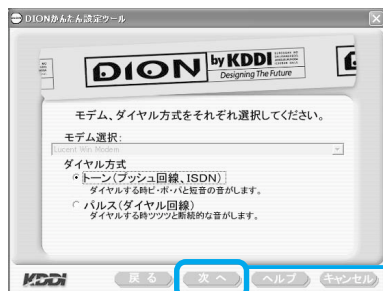 DIONかんたん設定ツール
DION by KDDI
Designing The Future
モデム、ダイヤル方式をそれぞれ選択してください。
モデム選択:
Lucent Win Modem
ダイヤル方式
トーン(プッシュ回線、ISDN)
ダイヤルする時ピ・ポ・パと短音の音がします。
パルス(ダイヤル回線)
ダイヤルする時ツツツと断続的な音がします。
KDDI
戻る
次へ
ヘルプ
キャンセル